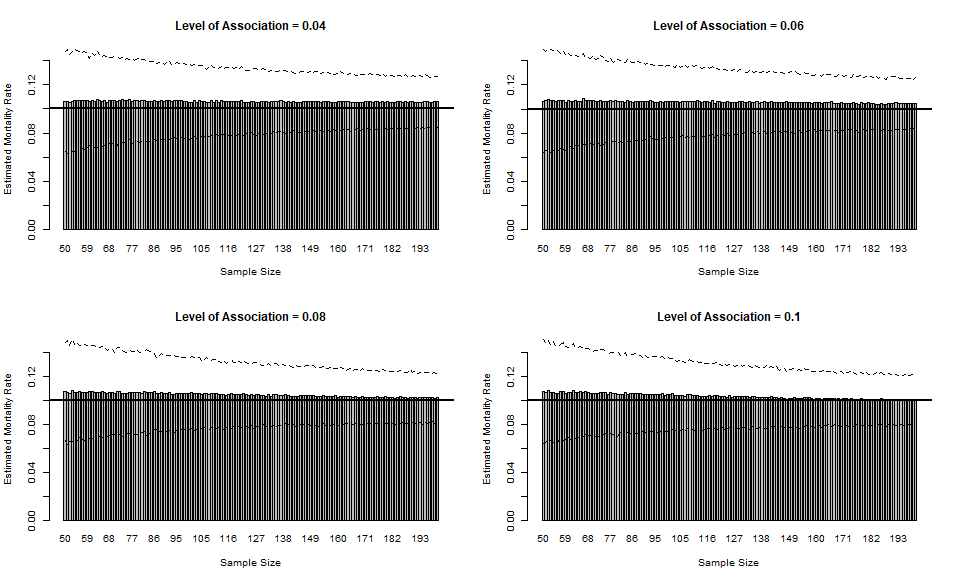 Level of Association = 0.04
Estimated Mortality Rate
0.12
0.08
0.04
0.00
50 59 68 77 86 95 105 116 127 138 149 160 171 182 193
Sample Size
Level of Association = 0.06
Estimated Mortality Rate
0.12
0.08
0.04
0.00
50 59 68 77 86 95 105 116 127 138 149 160 171 182 193
Sample Size
Level of Association = 0.08
Estimated Mortality Rate
0.12
0.08
0.04
0.00
50 59 68 77 86 95 105 116 127 138 149 160 171 182 193
Sample Size
Level of Association = 0.1
Estimated Mortality Rate
0.12
0.08
0.04
0.00
50 59 68 77 86 95 105 116 127 138 149 160 171 182 193
Sample Size